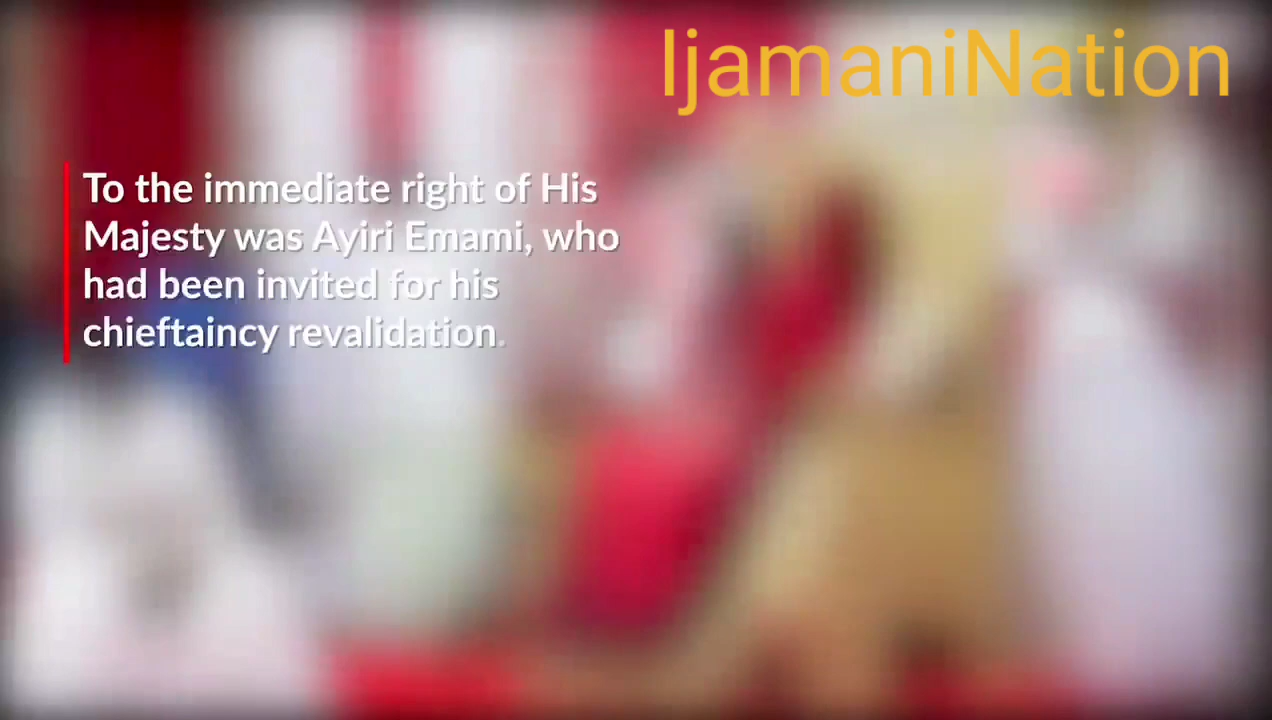 IjamaniNation
To the immediate right of His
Majesty was Ayiri Emami, who
had been invited for his
chieftaincy revalidation.